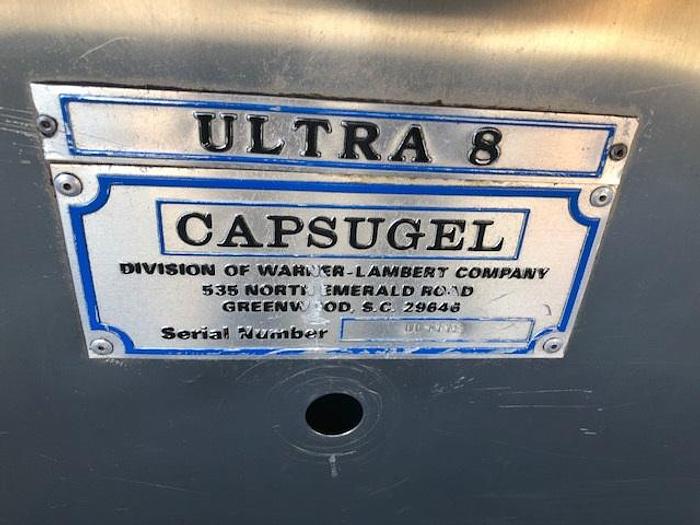 ULTRA 8
CAPSUGEL
DIVISION OF WARNER-LAMBERT COMPANY
535 NORTH EMERALD ROAD
GREENWOOD, S.C. 29646
Serial Number